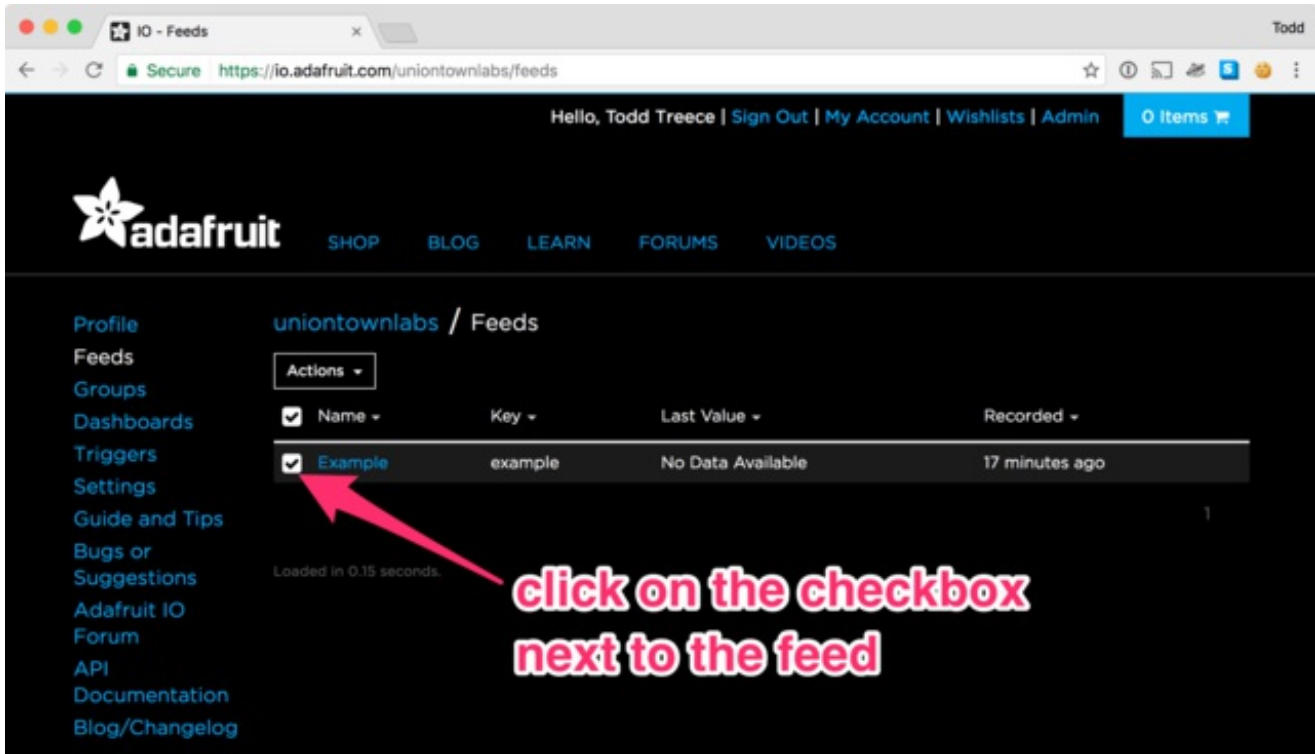 IO - Feeds
Todd
Secure https://io.adafruit.com/uniontownlabs/feeds
Hello, Todd Treece | Sign Out | My Account | Wishlists | Admin 0 Items
adafruit SHOP BLOG LEARN FORUMS VIDEOS
Profile
Feeds
Groups
Dashboards
Triggers
Settings
Guide and Tips
Bugs or
Suggestions
Adafruit IO
Forum
API
Documentation
Blog/Changelog
uniontownlabs / Feeds
Actions
Name Key Last Value Recorded
Example example No Data Available 17 minutes ago
1
Loaded in 0.15 seconds.
click on the checkbox
next to the feed